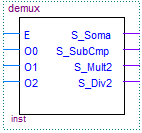 demux
E S_Soma
O0 S_SubCmp
O1 S_Mult2
O2 S_Div2
inst